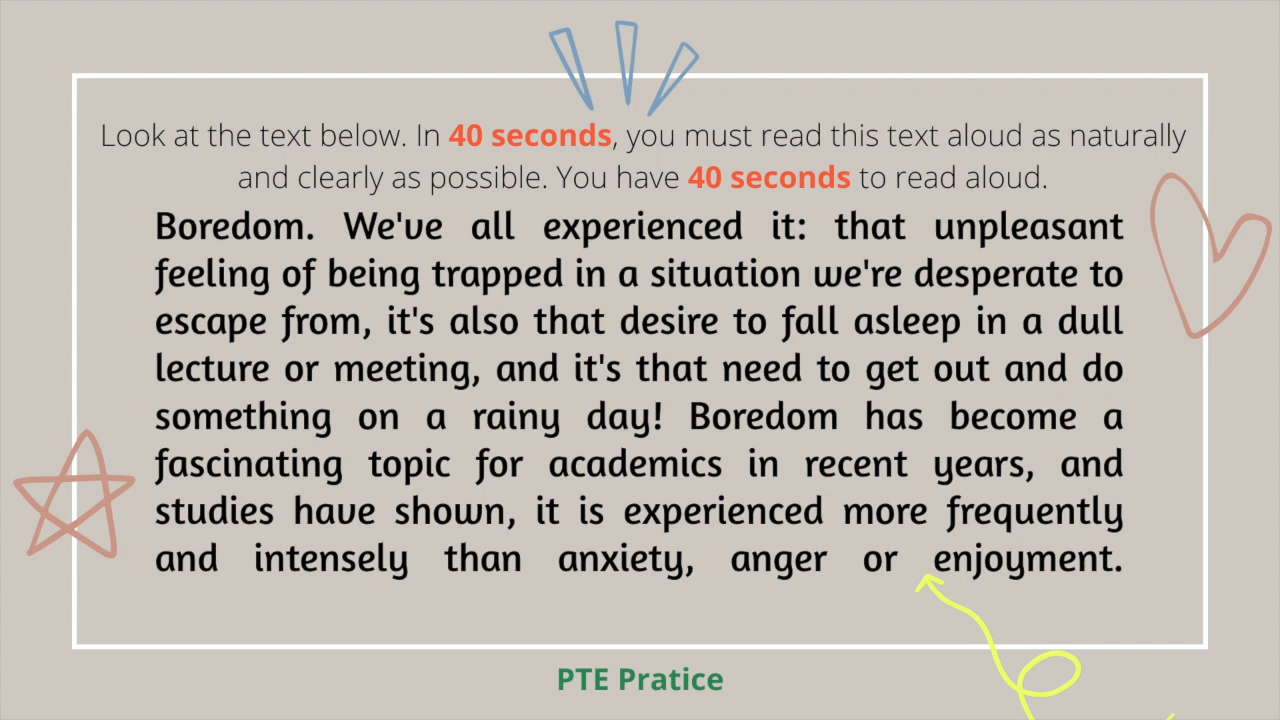 Look at the text below. In 40 seconds, you must read this text aloud as naturally
and clearly as possible. You have 40 seconds to read aloud.
Boredom. We've all experienced it: that unpleasant
feeling of being trapped in a situation we're desperate to
escape from, it's also that desire to fall asleep in a dull
lecture or meeting, and it's that need to get out and do
something on a rainy day! Boredom has become a
fascinating topic for academics in recent years, and
studies have shown, it is experienced more frequently
and intensely than anxiety, anger or enjoyment.
PTE Pratice